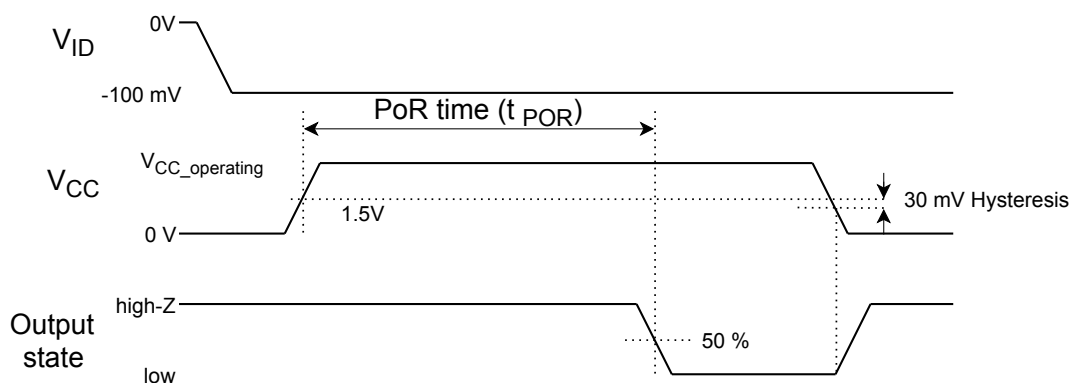 0V
V_ID
-100 mV
PoR time (t_POR)
V_CC_operating
V_CC
1.5V
30 mV Hysteresis
0 V
high-Z
Output
state
50 %
low